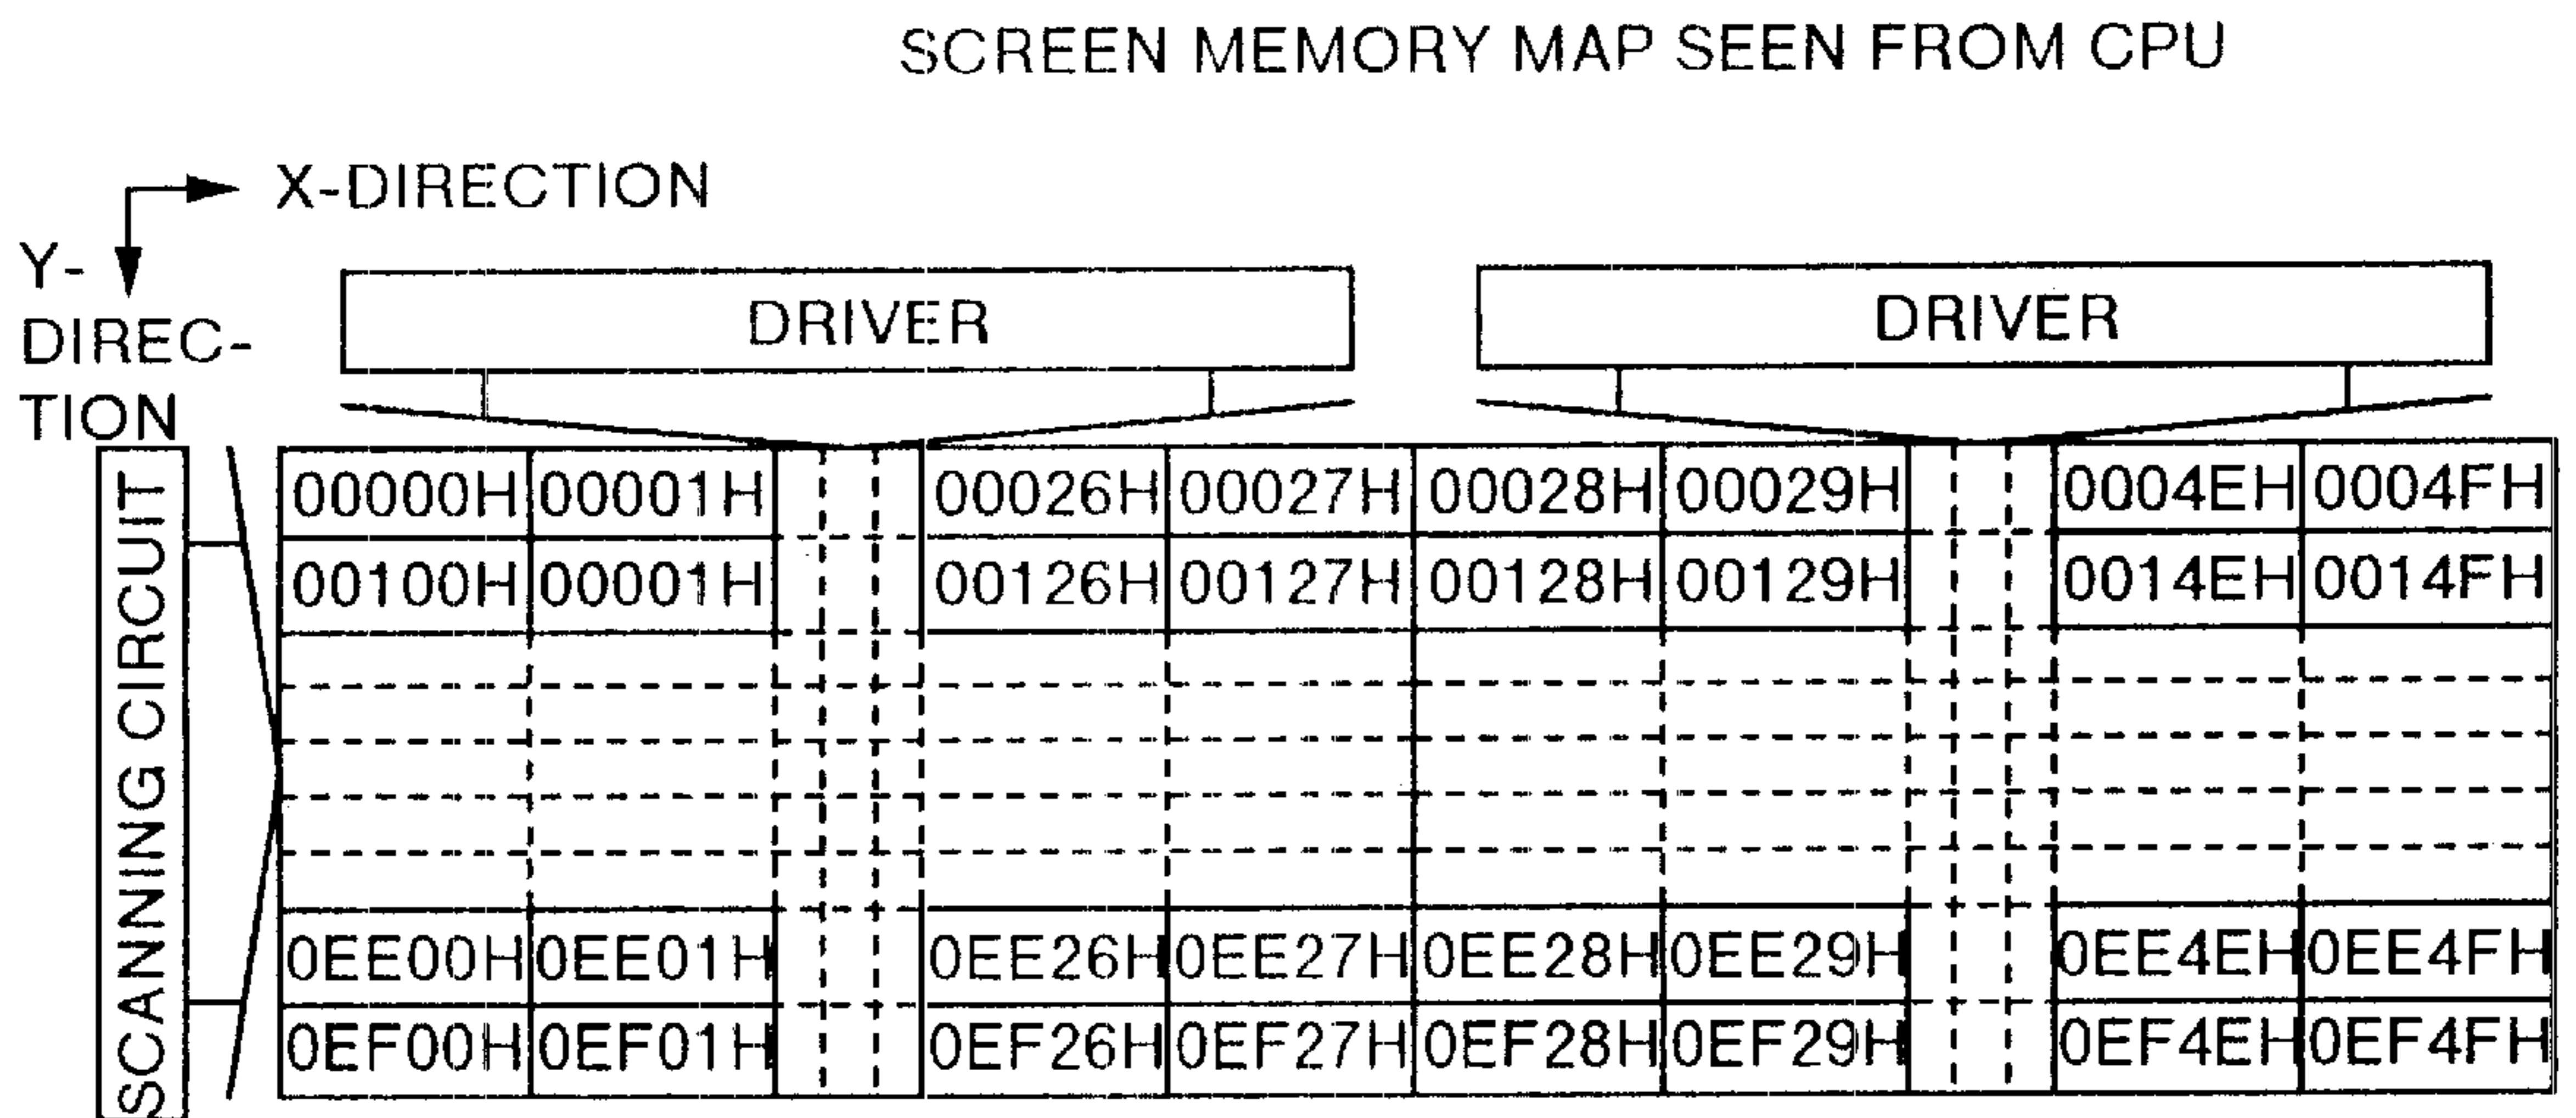 SCREEN MEMORY MAP SEEN FROM CPU
X-DIRECTION
Y-
DIREC-
TION
DRIVER DRIVER
SCANNING CIRCUIT
00000H 00001H 00026H 00027H 00028H 00029H 0004EH 0004FH
00100H 00001H 00126H 00127H 00128H 00129H 0014EH 0014FH
0EE00H 0EE01H 0EE26H 0EE27H 0EE28H 0EE29H 0EE4EH 0EE4FH
0EF00H 0EF01H 0EF26H 0EF27H 0EF28H 0EF29H 0EF4EH 0EF4FH